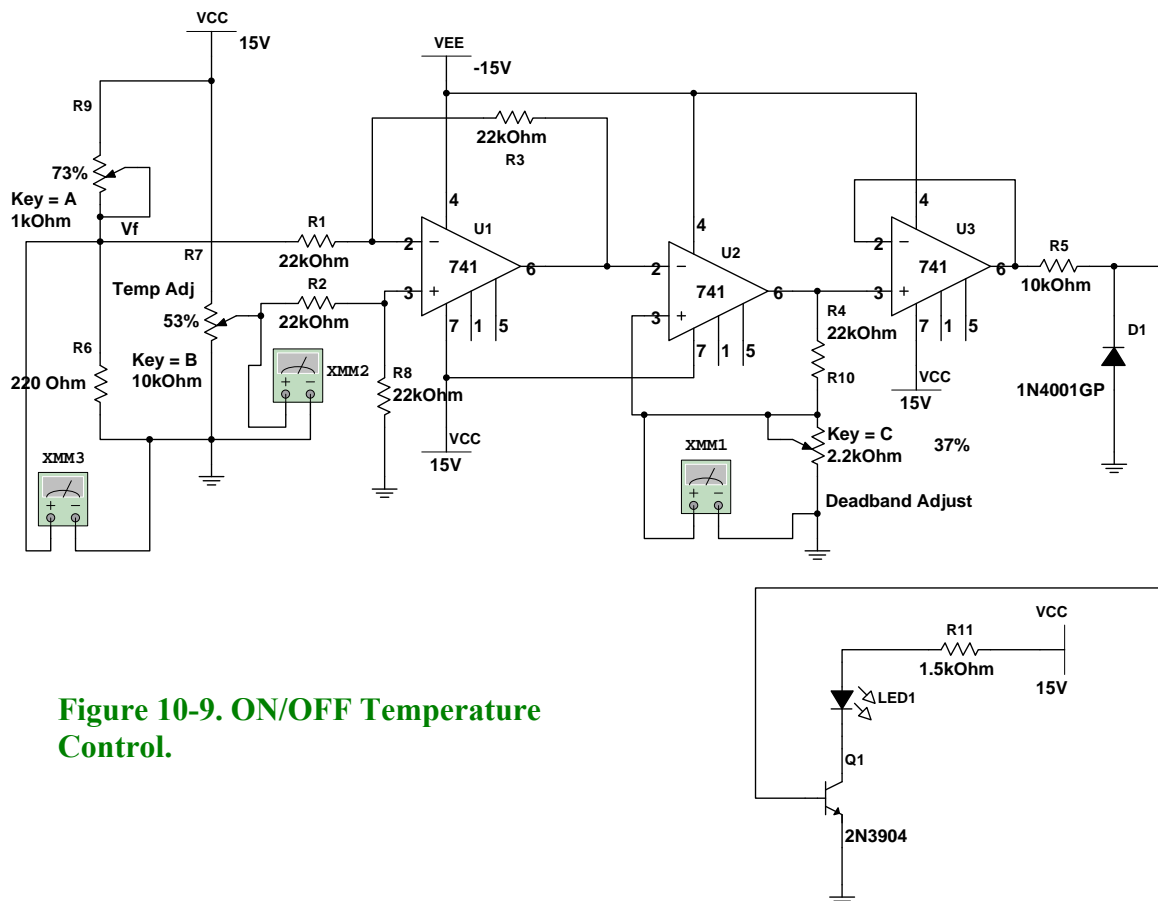 VCC
15V
VEE
-15V
R9
22kOhm
R3
73%
Key = A
1kOhm
Vf
R7
R1
22kOhm
4
2
U1
741
6
3
7
1
5
Temp Adj
53%
R2
22kOhm
Key = B
10kOhm
XMM2
R8
22kOhm
R6
220 Ohm
VCC
15V
XMM3
4
U2
2
741
6
3
7
1
5
R4
22kOhm
R10
Key = C
2.2kOhm
37%
XMM1
Deadband Adjust
4
U3
2
741
6
3
7
1
5
VCC
15V
R5
10kOhm
D1
1N4001GP
VCC
R11
1.5kOhm
15V
LED1
Q1
2N3904
Figure 10-9. ON/OFF Temperature
Control.